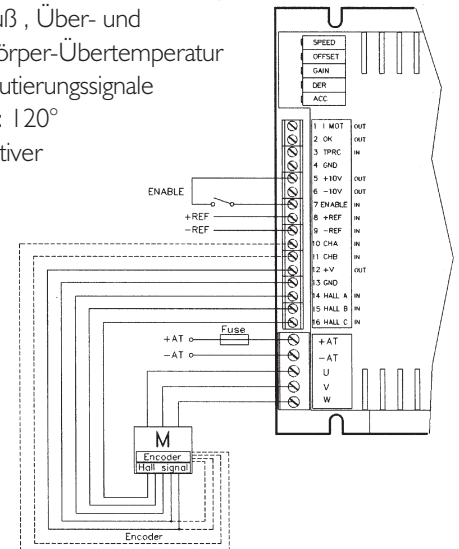 uß , Über- und
örper-Übertemperatur
utierungssignale
: 120°
tiver
SPEED
OFFSET
GAIN
DER
ACC
1 I MOT OUT
2 OK OUT
3 TPRC IN
4 GND
5 +10V OUT
6 -10V OUT
7 ENABLE IN
8 +REF IN
9 -REF IN
10 CHA IN
11 CHB IN
12 +V OUT
13 GND
14 HALL A IN
15 HALL B IN
16 HALL C IN
+AT
-AT
U
V
W
ENABLE
+REF
-REF
+AT Fuse
-AT
M
Encoder
Hall signal
Encoder